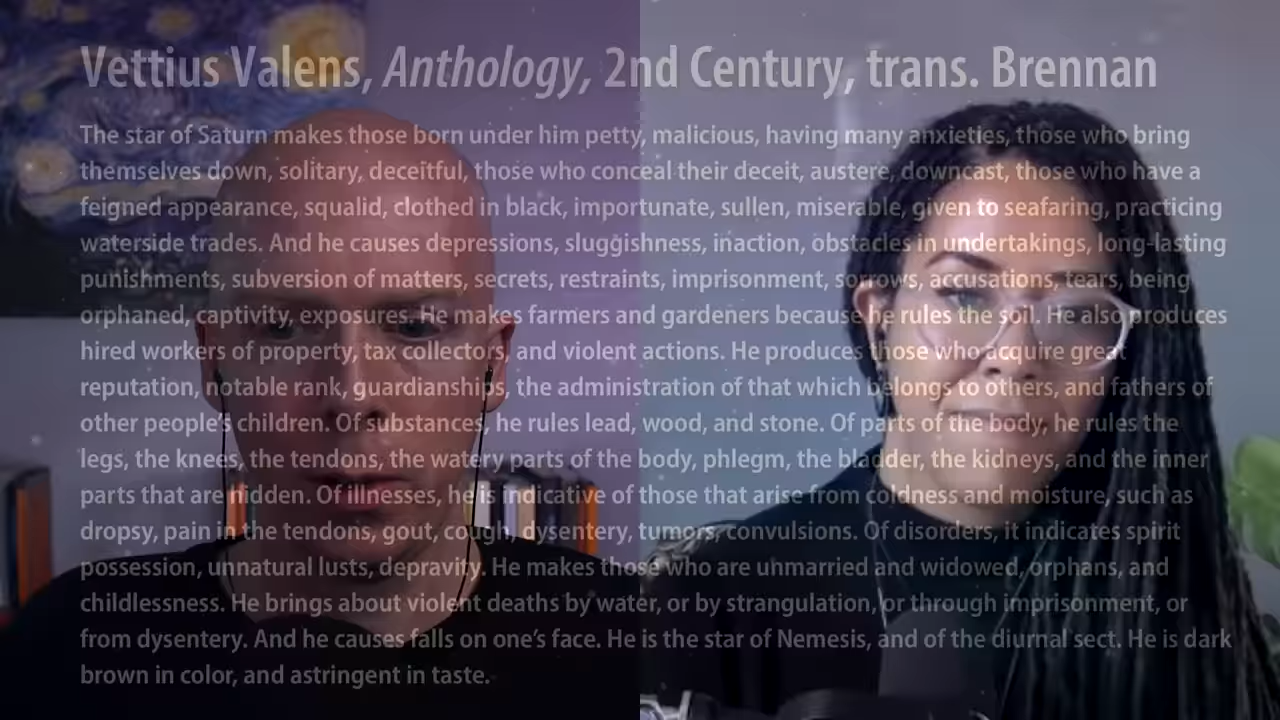 Vettius Valens, Anthology, 2nd Century, trans. Brennan
The star of Saturn makes those born under him petty, malicious, having many anxieties, those who bring
themselves down, solitary, deceitful, those who conceal their deceit, austere, downcast, those who have a
feigned appearance, squalid, clothed in black, importunate, sullen, miserable, given to seafaring, practicing
waterside trades. And he causes depressions, sluggishness, inaction, obstacles in undertakings, long-lasting
punishments, subversion of matters, secrets, restraints, imprisonment, sorrows, accusations, tears, being
orphaned, captivity, exposures. He makes farmers and gardeners because he rules the soil. He also produces
hired workers of property, tax collectors, and violent actions. He produces those who acquire great
reputation, notable rank, guardianships, the administration of that which belongs to others, and fathers of
other people's children. Of substances, he rules lead, wood, and stone. Of parts of the body, he rules the
legs, the knees, the tendons, the watery parts of the body, phlegm, the bladder, the kidneys, and the inner
parts that are hidden. Of illnesses, he is indicative of those that arise from coldness and moisture, such as
dropsy, pain in the tendons, gout, cough, dysentery, tumors, convulsions. Of disorders, it indicates spirit
possession, unnatural lusts, depravity. He makes those who are unmarried and widowed, orphans, and
childlessness. He brings about violent deaths by water, or by strangulation, or through imprisonment, or
from dysentery. And he causes falls on one's face. He is the star of Nemesis, and of the diurnal sect. He is dark
brown in color, and astringent in taste.